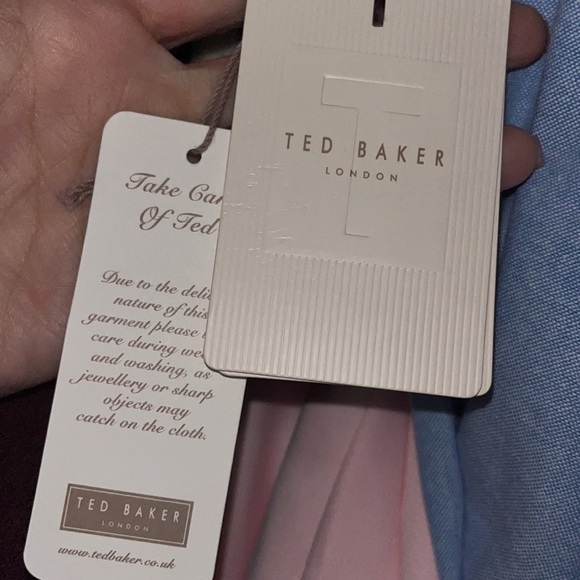 Take
Of Ted
Due to the
nature of this
garment please
care during
and washing, as
jewellery or sharp
objects may
catch on the cloth.
TED BAKER
LONDON
www.tedbaker.co.uk
T
TED BAKER
LONDON